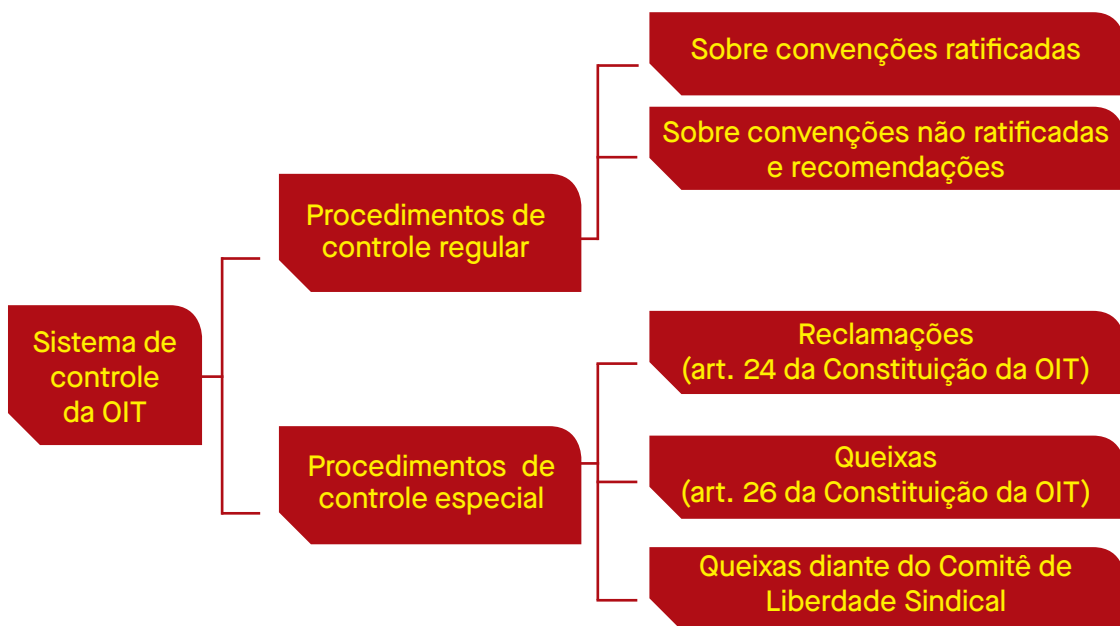 Sobre convenções ratificadas
Sobre convenções não ratificadas
e recomendações
Procedimentos de
controle regular
Sistema de
controle
da OIT
Reclamações
(art. 24 da Constituição da OIT)
Procedimentos de
controle especial
Queixas
(art. 26 da Constituição da OIT)
Queixas diante do Comitê de
Liberdade Sindical